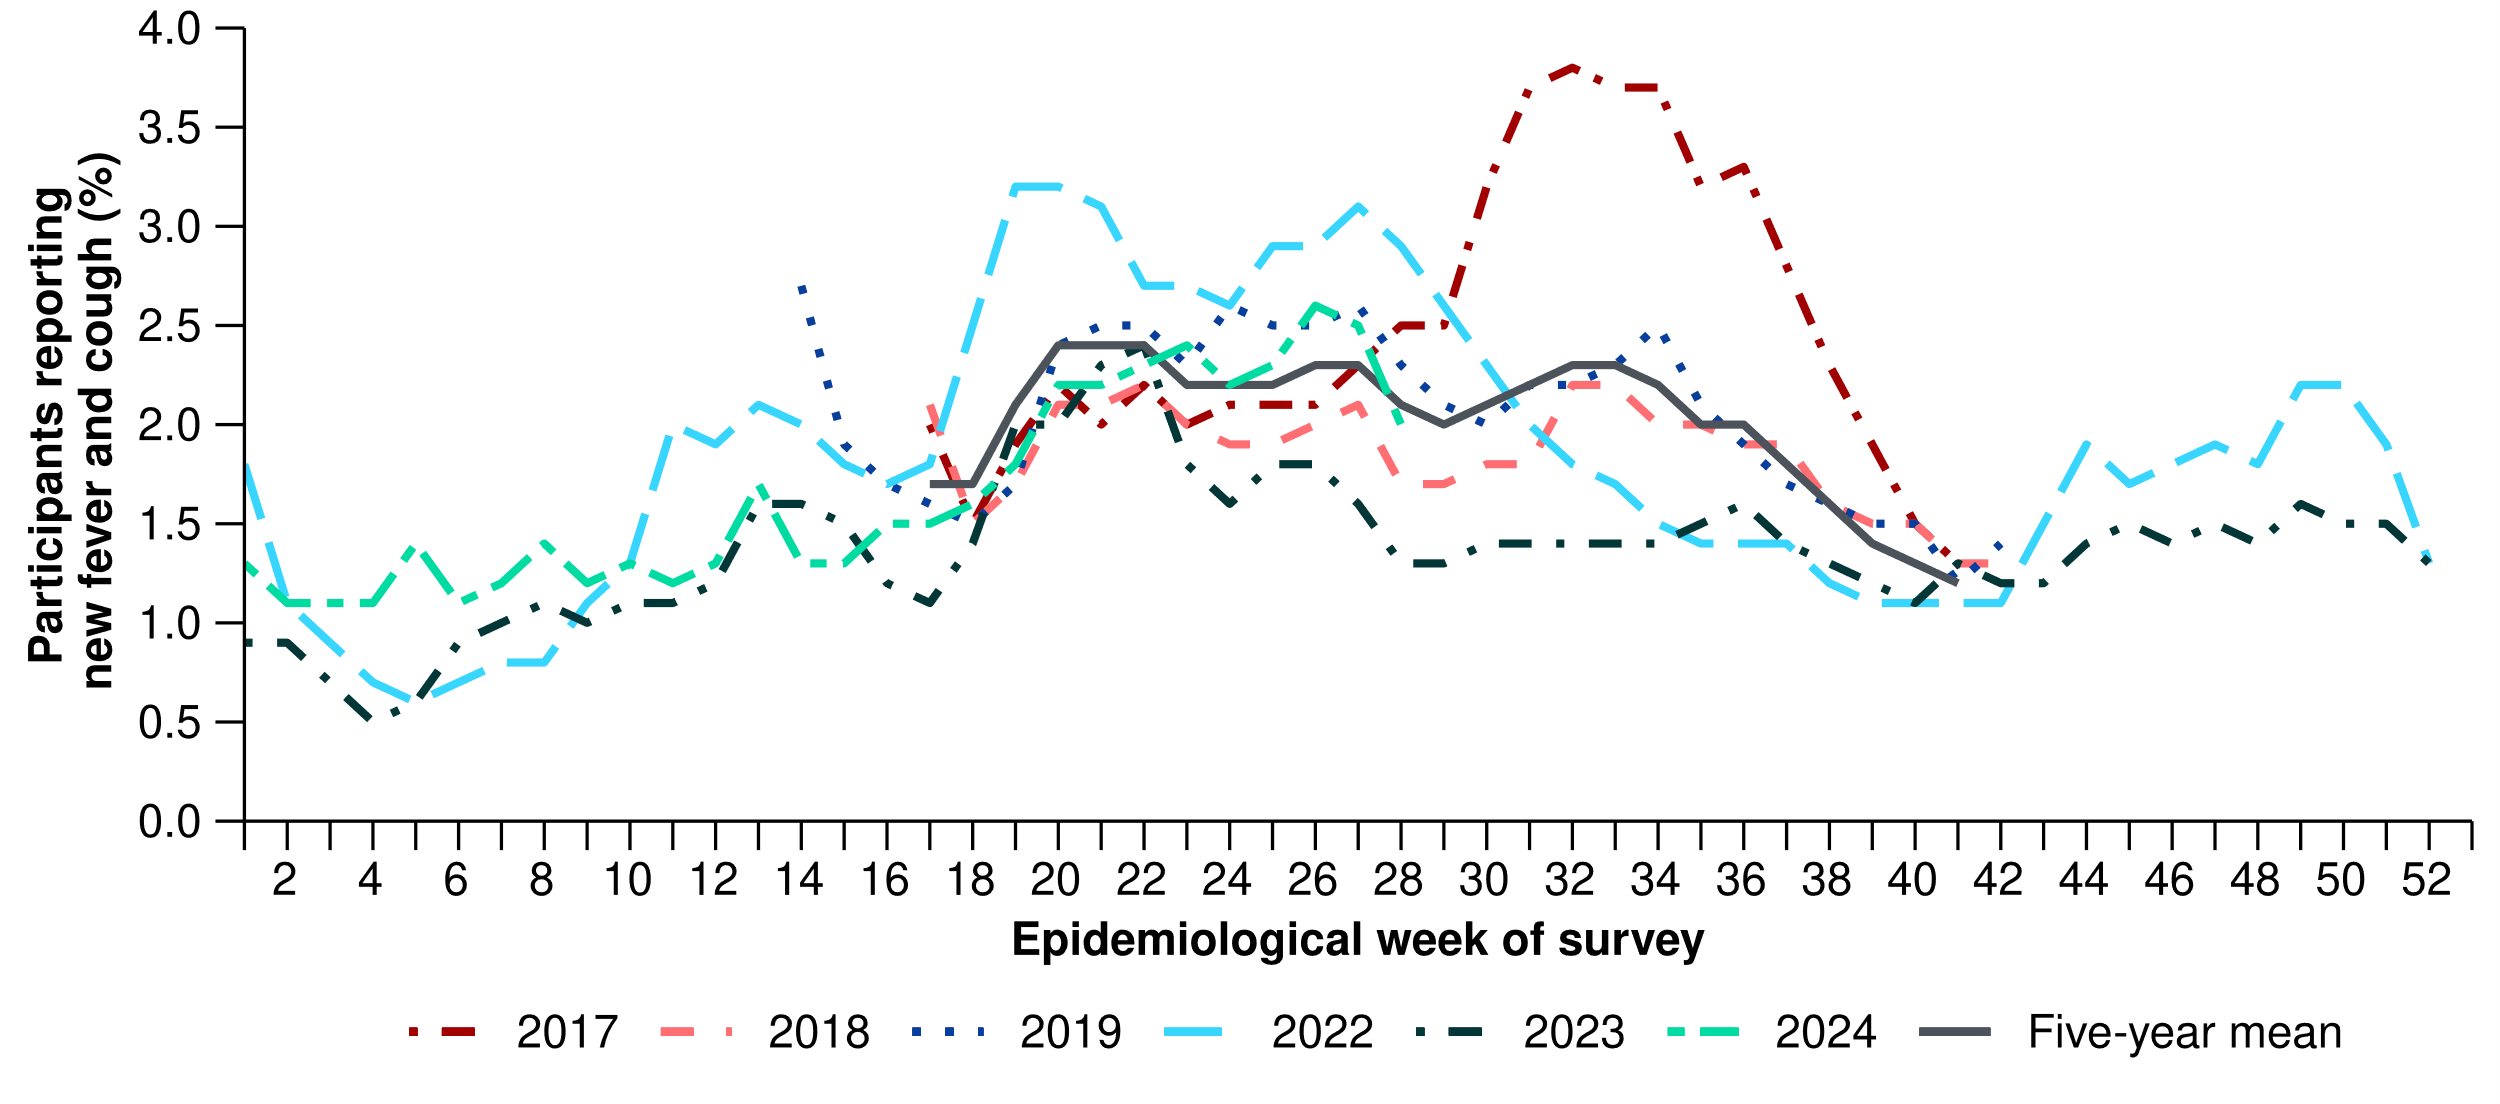 Participants reporting
new fever and cough (%)
4.0
3.5
3.0
2.5
2.0
1.5
1.0
0.5
0.0
2 4 6 8 10 12 14 16 18 20 22 24 26 28 30 32 34 36 38 40 42 44 46 48 50 52
Epidemiological week of survey
2017 2018 2019 2022 2023 2024 Five-year mean